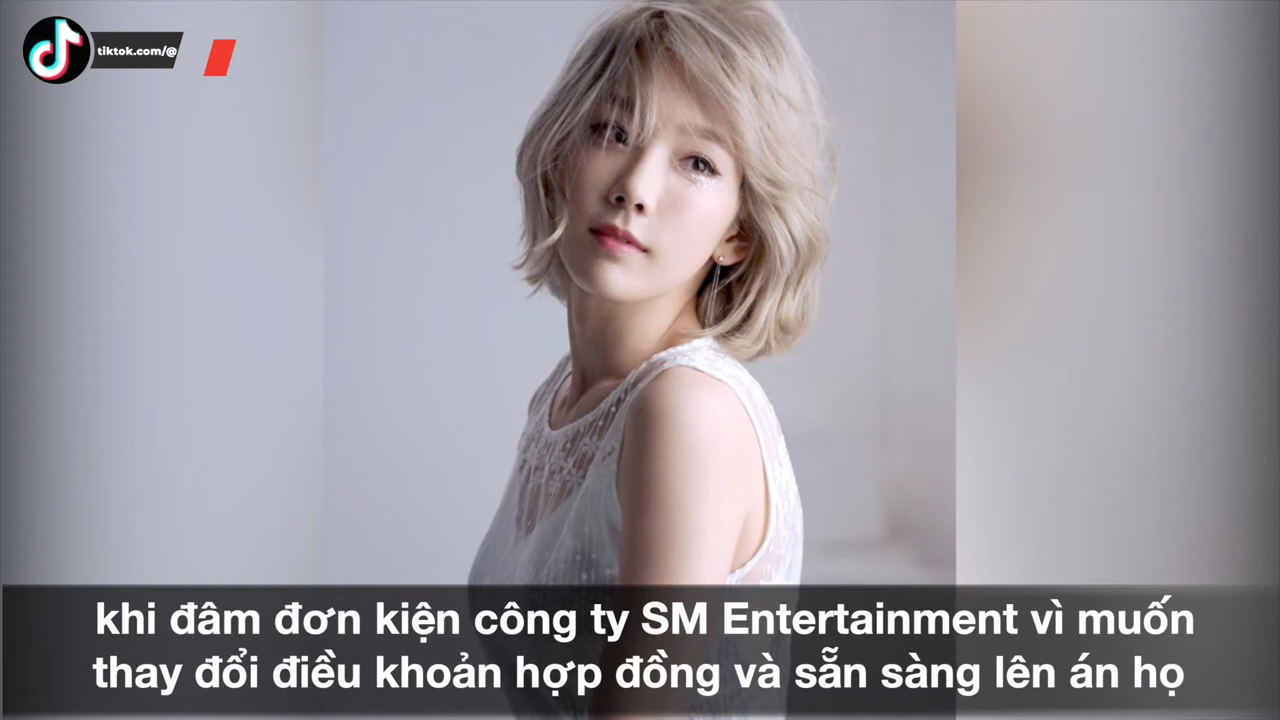 tiktok.com/@
khi đâm đơn kiện công ty SM Entertainment vì muốn
thay đổi điều khoản hợp đồng và sẵn sàng lên án họ